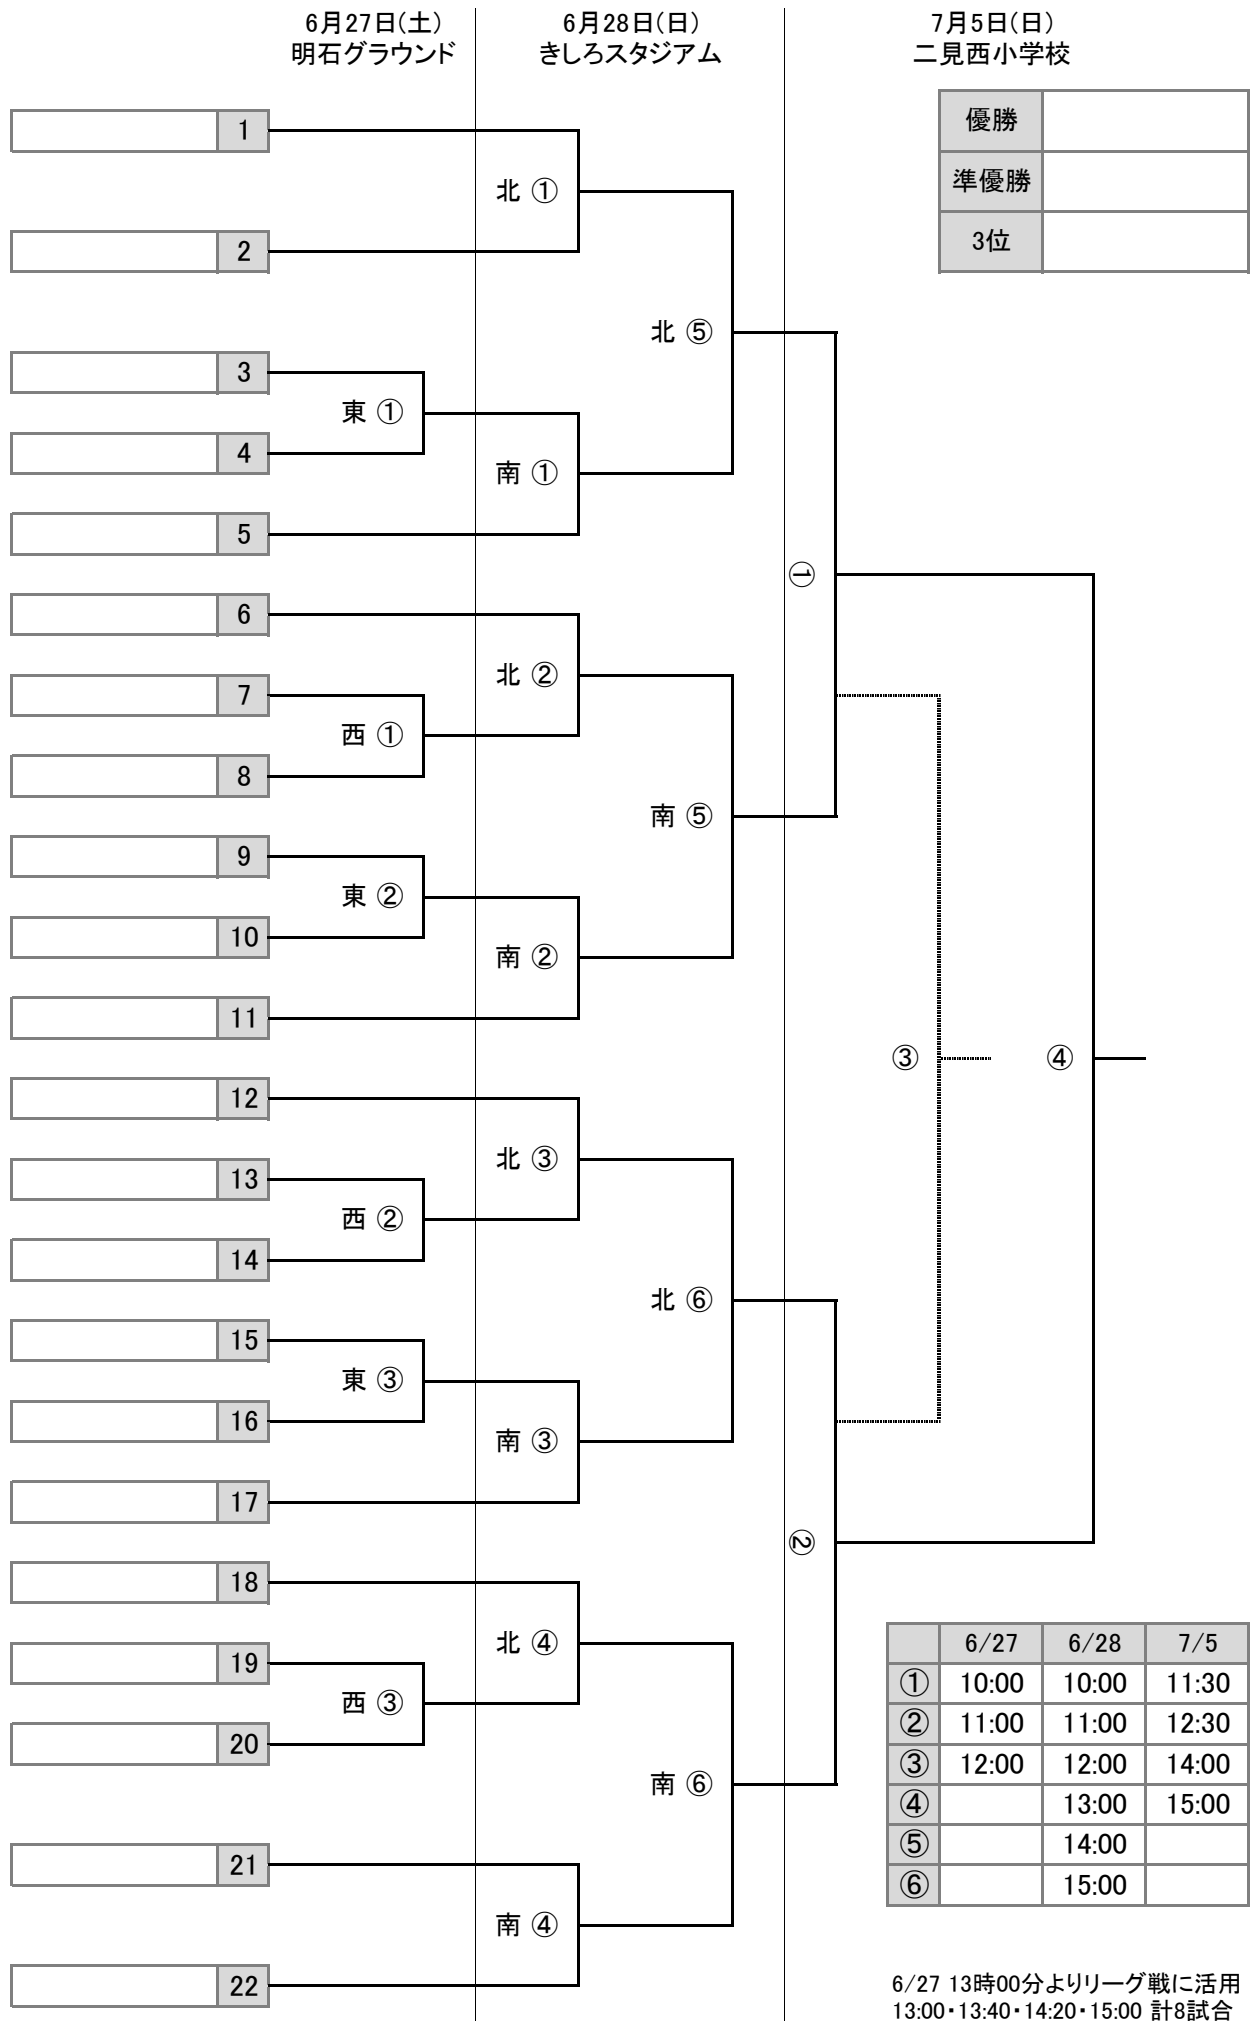 6月27日(土)
明石グラウンド
6月28日(日)
きしろスタジアム
7月5日(日)
二見西小学校
優勝
準優勝
3位
1
北 ①
2
北 ⑤
3
東 ①
4
南 ①
5
①
6
北 ②
7
西 ①
8
南 ⑤
9
東 ②
10
南 ②
11
③
④
12
北 ③
13
西 ②
14
北 ⑥
15
東 ③
16
南 ③
17
②
18
北 ④
19
西 ③
20
南 ⑥
21
南 ④
22
6/27 6/28 7/5
① 10:00 10:00 11:30
② 11:00 11:00 12:30
③ 12:00 12:00 14:00
④ 13:00 15:00
⑤ 14:00
⑥ 15:00
6/27 13時00分よりリーグ戦に活用
13:00・13:40・14:20・15:00 計8試合